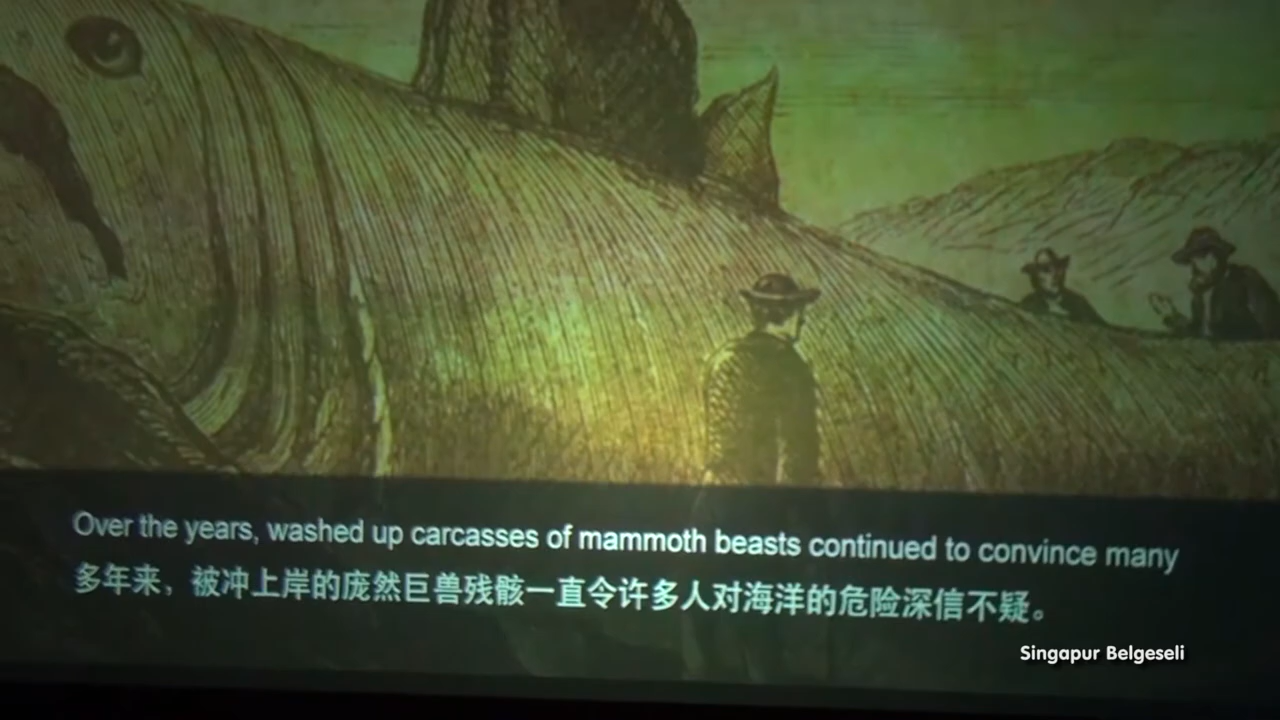 Over the years, washed up carcasses of mammoth beasts continued to convince many
多年来，被冲上岸的庞然巨兽残骸一直令许多人对海洋的危险深信不疑。
Singapur Belgeseli